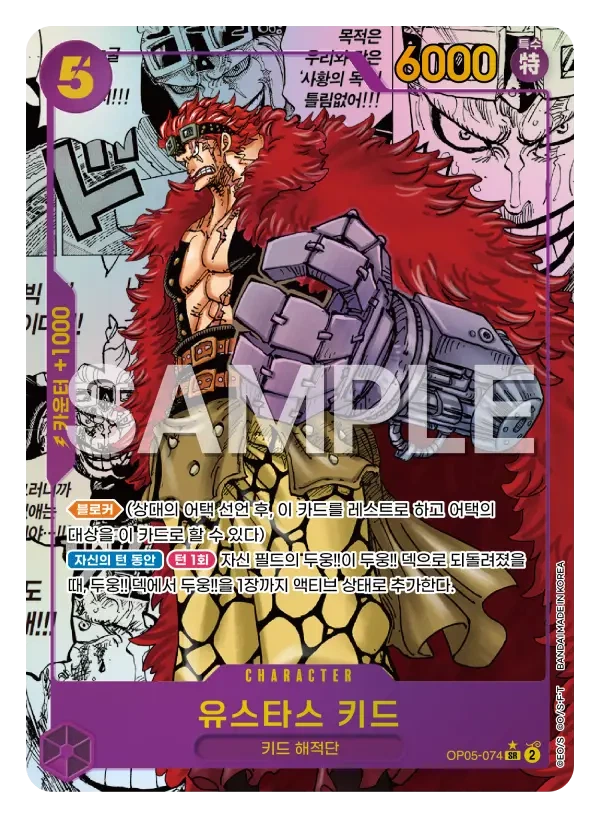 5
목적은
우리와 같은
'사황의 목'이
틀림없어!!!
6000
특수
特
카운터 +1000
SAMPLE
블로커 (상대의 어택 선언 후, 이 카드를 레스트로 하고 어택의
대상을 이 카드로 할 수 있다)
자신의 턴 동안 턴 1회 자신 필드의 두웅!!이 두웅!! 덱으로 되돌려졌을
때, 두웅!! 덱에서 두웅!!을 1장까지 액티브 상태로 추가한다.
CHARACTER
유스타스 키드
키드 해적단
OP05-074 SR 2
©EO/S ©O/S·F·T BANDAI MADE IN KOREA